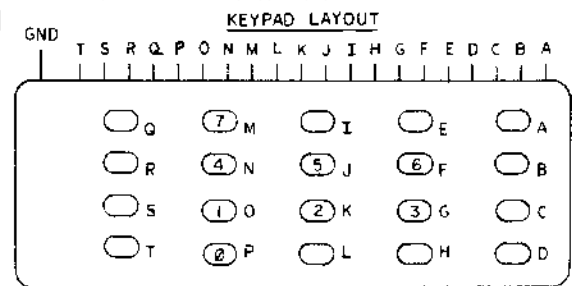 KEYPAD LAYOUT
GND T S R Q P O N M L K J I H G F E D C B A
Q 7 M I E A
R 4 N 5 J 6 F B
S 1 O 2 K 3 G C
T 0 P L H D